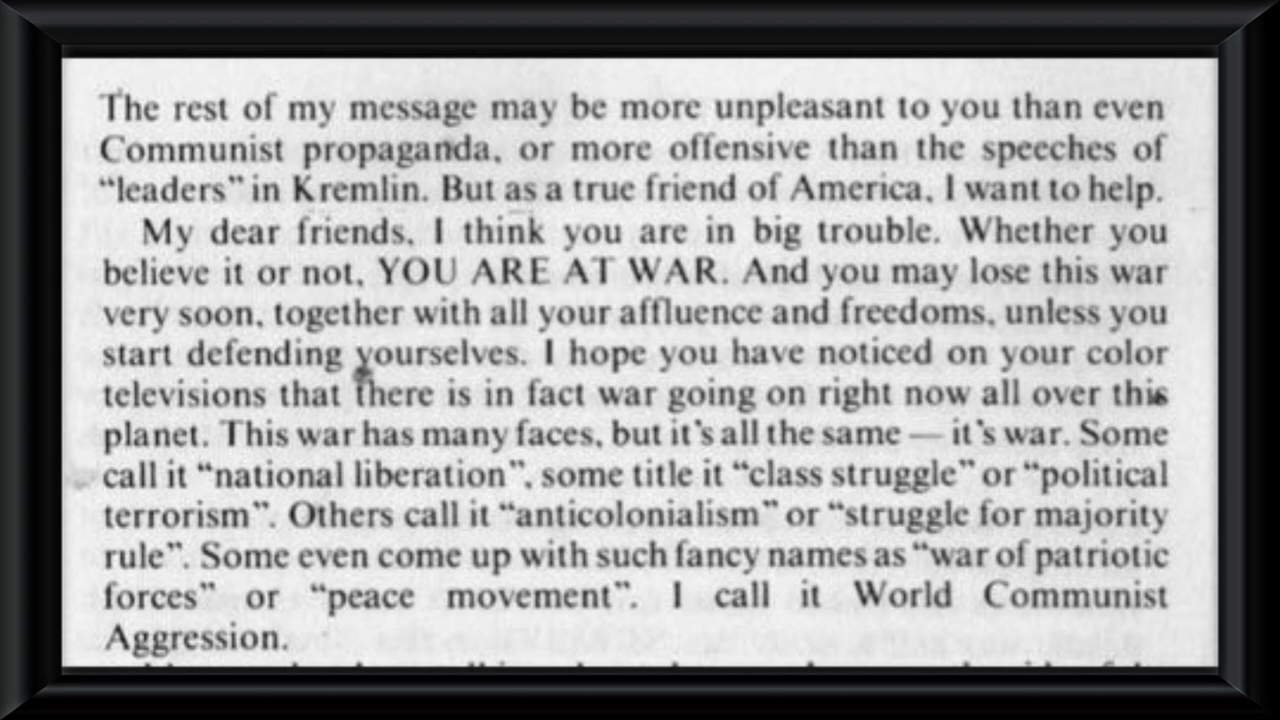 The rest of my message may be more unpleasant to you than even
Communist propaganda, or more offensive than the speeches of
“leaders” in Kremlin. But as a true friend of America, I want to help.
My dear friends, I think you are in big trouble. Whether you
believe it or not, YOU ARE AT WAR. And you may lose this war
very soon, together with all your affluence and freedoms, unless you
start defending yourselves. I hope you have noticed on your color
televisions that there is in fact war going on right now all over this
planet. This war has many faces, but it’s all the same — it’s war. Some
call it “national liberation”, some title it “class struggle” or “political
terrorism”. Others call it “anticolonialism” or “struggle for majority
rule”. Some even come up with such fancy names as “war of patriotic
forces” or “peace movement”. I call it World Communist
Aggression.